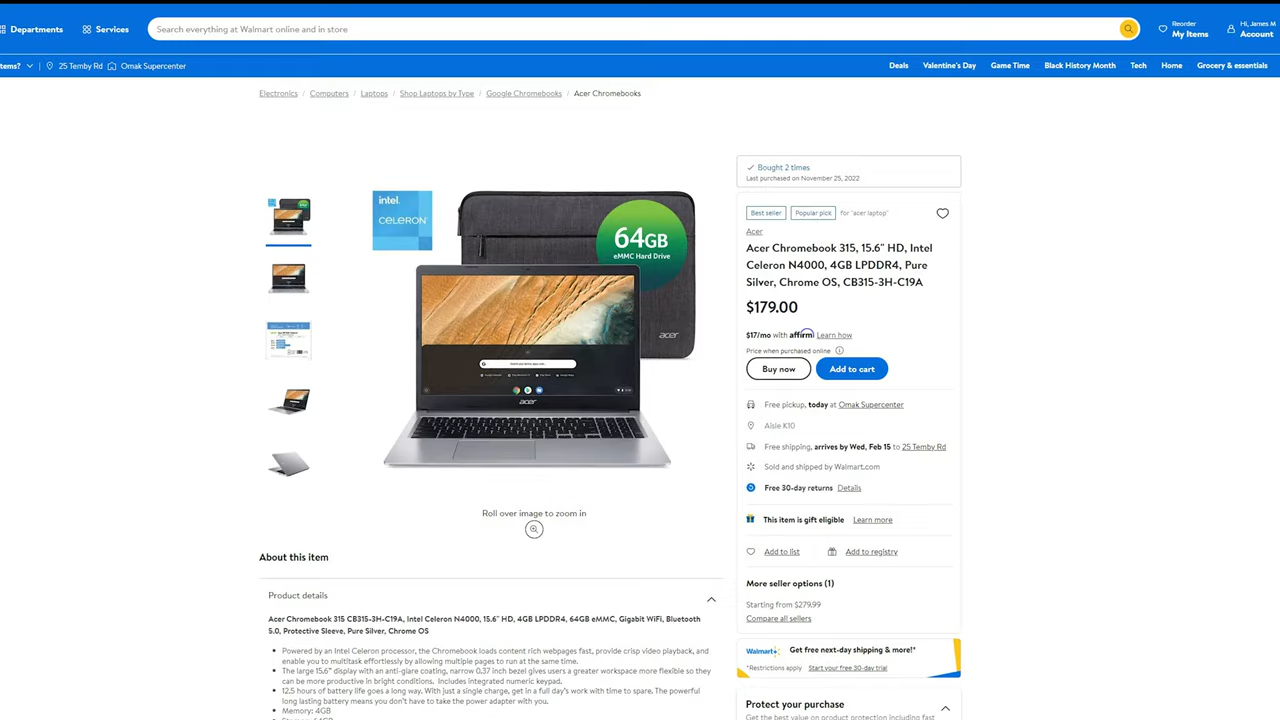 Departments
Services
Search everything at Walmart online and in store
Reorder
My Items
Hi, James M
Account
tems?
25 Temby Rd
Omak Supercenter
Deals
Valentine's Day
Game Time
Black History Month
Tech
Home
Grocery & essentials
Electronics / Computers / Laptops / Shop Laptops by Type / Google Chromebooks / Acer Chromebooks
intel.
CELERON
64GB
eMMC Hard Drive
acer
acer
Roll over image to zoom in
Bought 2 times
Last purchased on November 25, 2022
Best seller
Popular pick
for "acer laptop"
Acer
Acer Chromebook 315, 15.6" HD, Intel
Celeron N4000, 4GB LPDDR4, Pure
Silver, Chrome OS, CB315-3H-C19A
$179.00
$17/mo with affirm Learn how
Price when purchased online
Buy now
Add to cart
Free pickup, today at Omak Supercenter
Aisle K10
Free shipping, arrives by Wed, Feb 15 to 25 Temby Rd
Sold and shipped by Walmart.com
Free 30-day returns Details
This item is gift eligible Learn more
Add to list
Add to registry
More seller options (1)
Starting from $279.99
Compare all sellers
Walmart+
Get free next-day shipping & more!*
*Restrictions apply
Start your free 30-day trial
Protect your purchase
Get the best value on product protection including fast
About this item
Product details
Acer Chromebook 315 CB315-3H-C19A, Intel Celeron N4000, 15.6" HD, 4GB LPDDR4, 64GB eMMC, Gigabit WiFi, Bluetooth
5.0, Protective Sleeve, Pure Silver, Chrome OS
Powered by an Intel Celeron processor, the Chromebook loads content rich webpages fast, provide crisp video playback, and
enable you to multitask effortlessly by allowing multiple pages to run at the same time.
The large 15.6" display with an anti-glare coating, narrow 0.37 inch bezel gives users a greater workspace more flexible so they
can be more productive in bright conditions. Includes integrated numeric keypad.
12.5 hours of battery life goes a long way. With just a single charge, get in a full day's work with time to spare. The powerful
long lasting battery means you don't have to take the power adapter with you.
Memory: 4GB